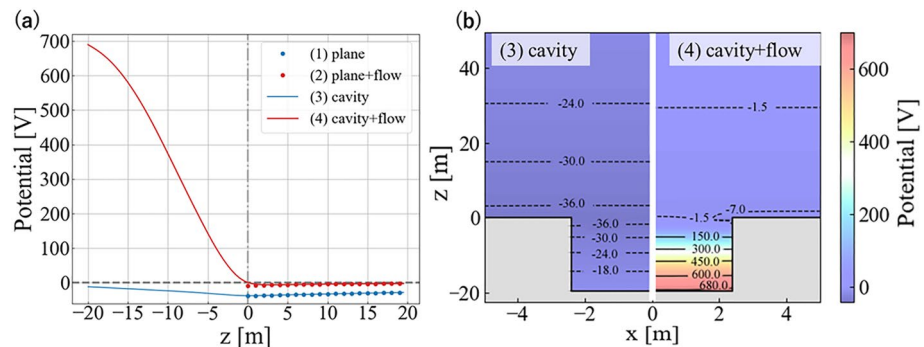 (a)
700
600
500
400
300
200
100
0
Potential [V]
(1) plane
(2) plane+flow
(3) cavity
(4) cavity+flow
−20 −15 −10 −5 0 5 10 15 20
z [m]
(b)
(3) cavity
(4) cavity+flow
40
20
0
−20
z [m]
-24.0
-30.0
-36.0
-36.0
-30.0
-24.0
-18.0
-1.5
-1.5
-7.0
150.0
300.0
450.0
600.0
680.0
−4 −2 0 2 4
x [m]
600
400
200
0
Potential [V]